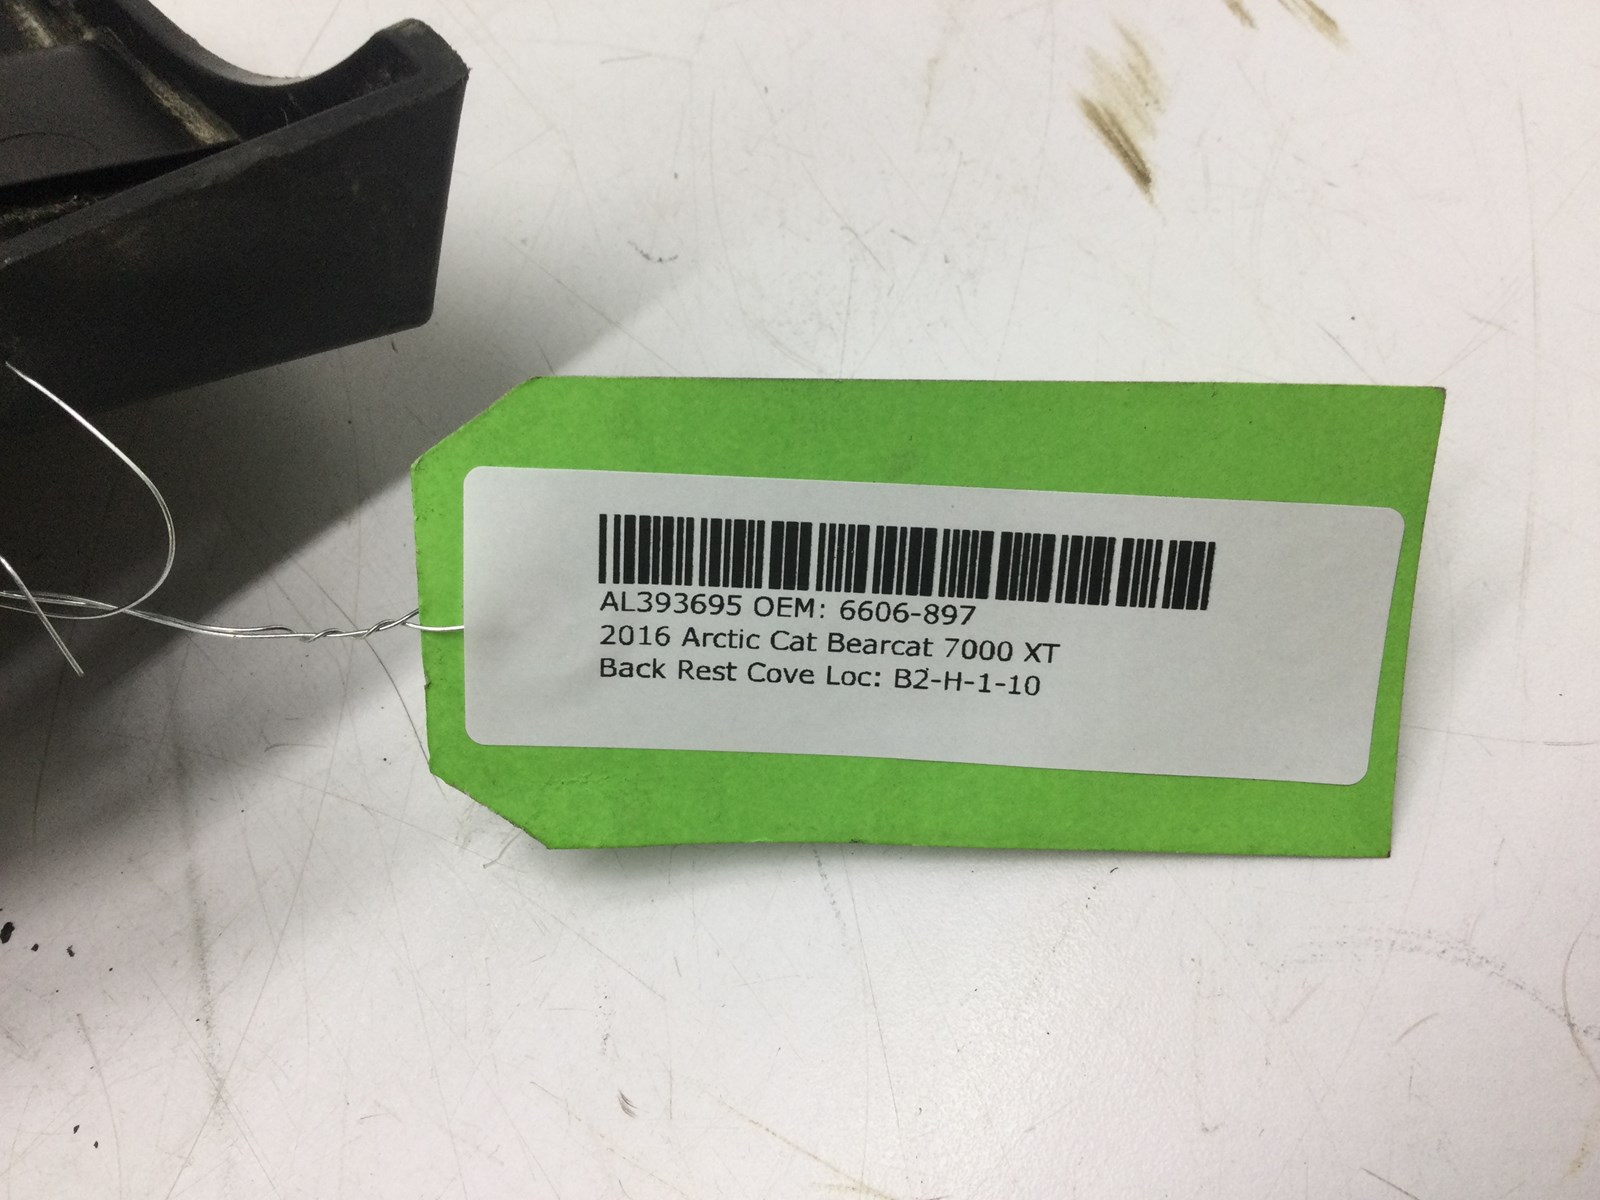 AL393695 OEM: 6606-897
2016 Arctic Cat Bearcat 7000 XT
Back Rest Cove Loc: B2-H-1-10